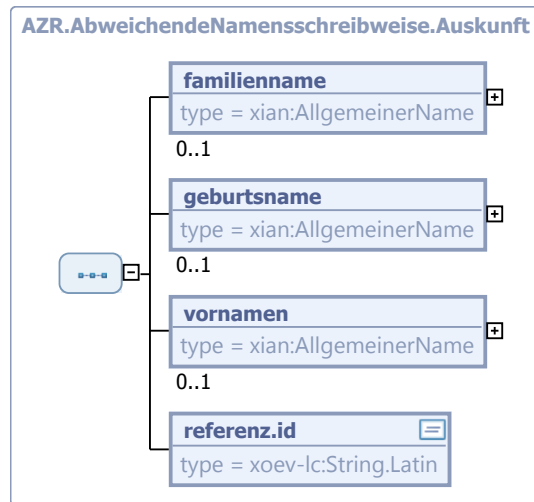 AZR.AbweichendeNamensschreibweise.Auskunft
familienname
type = xian:AllgemeinerName
0..1
geburtsname
type = xian:AllgemeinerName
0..1
vornamen
type = xian:AllgemeinerName
0..1
referenz.id
type = xoev-lc:String.Latin